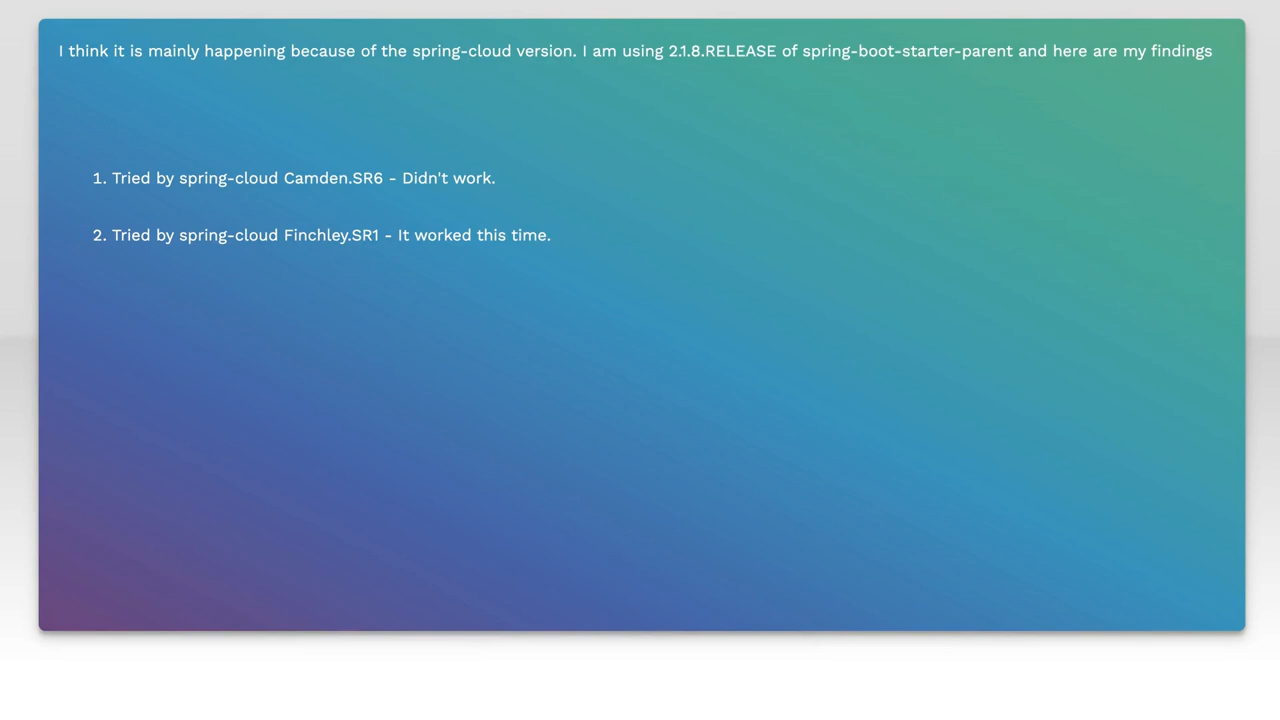 I think it is mainly happening because of the spring-cloud version. I am using 2.1.8.RELEASE of spring-boot-starter-parent and here are my findings
1. Tried by spring-cloud Camden.SR6 - Didn't work.
2. Tried by spring-cloud Finchley.SR1 - It worked this time.